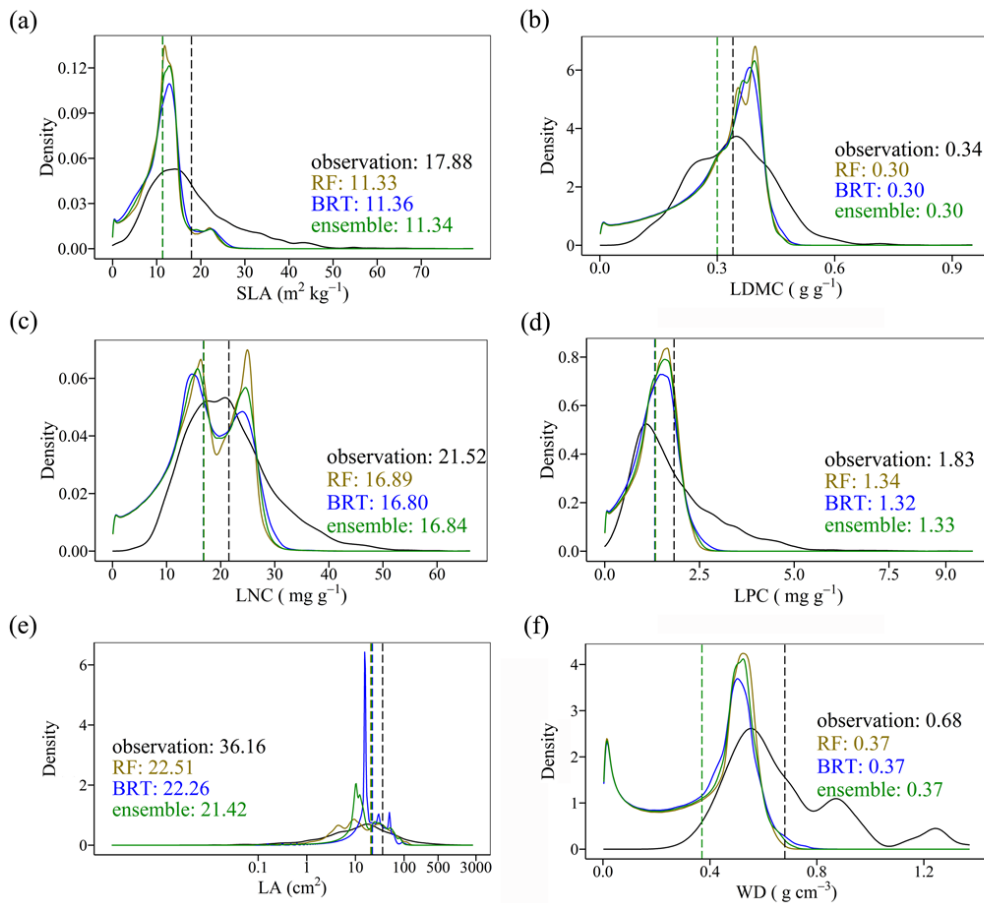 (a)
Density
0.12
0.09
0.06
0.03
0.00
observation: 17.88
RF: 11.33
BRT: 11.36
ensemble: 11.34
0 10 20 30 40 50 60 70
SLA (m² kg⁻¹)
(b)
Density
6
4
2
0
observation: 0.34
RF: 0.30
BRT: 0.30
ensemble: 0.30
0.0 0.3 0.6 0.9
LDMC ( g g⁻¹)
(c)
Density
0.06
0.04
0.02
0.00
observation: 21.52
RF: 16.89
BRT: 16.80
ensemble: 16.84
0 10 20 30 40 50 60
LNC ( mg g⁻¹)
(d)
Density
0.8
0.6
0.4
0.2
0.0
observation: 1.83
RF: 1.34
BRT: 1.32
ensemble: 1.33
0.0 2.5 5.0 7.5 9.0
LPC ( mg g⁻¹)
(e)
Density
6
4
2
0
observation: 36.16
RF: 22.51
BRT: 22.26
ensemble: 21.42
0.1 1 10 100 3000
LA (cm²)
(f)
Density
4
3
2
1
0
observation: 0.68
RF: 0.37
BRT: 0.37
ensemble: 0.37
0.0 0.4 0.8 1.2
WD ( g cm⁻³)